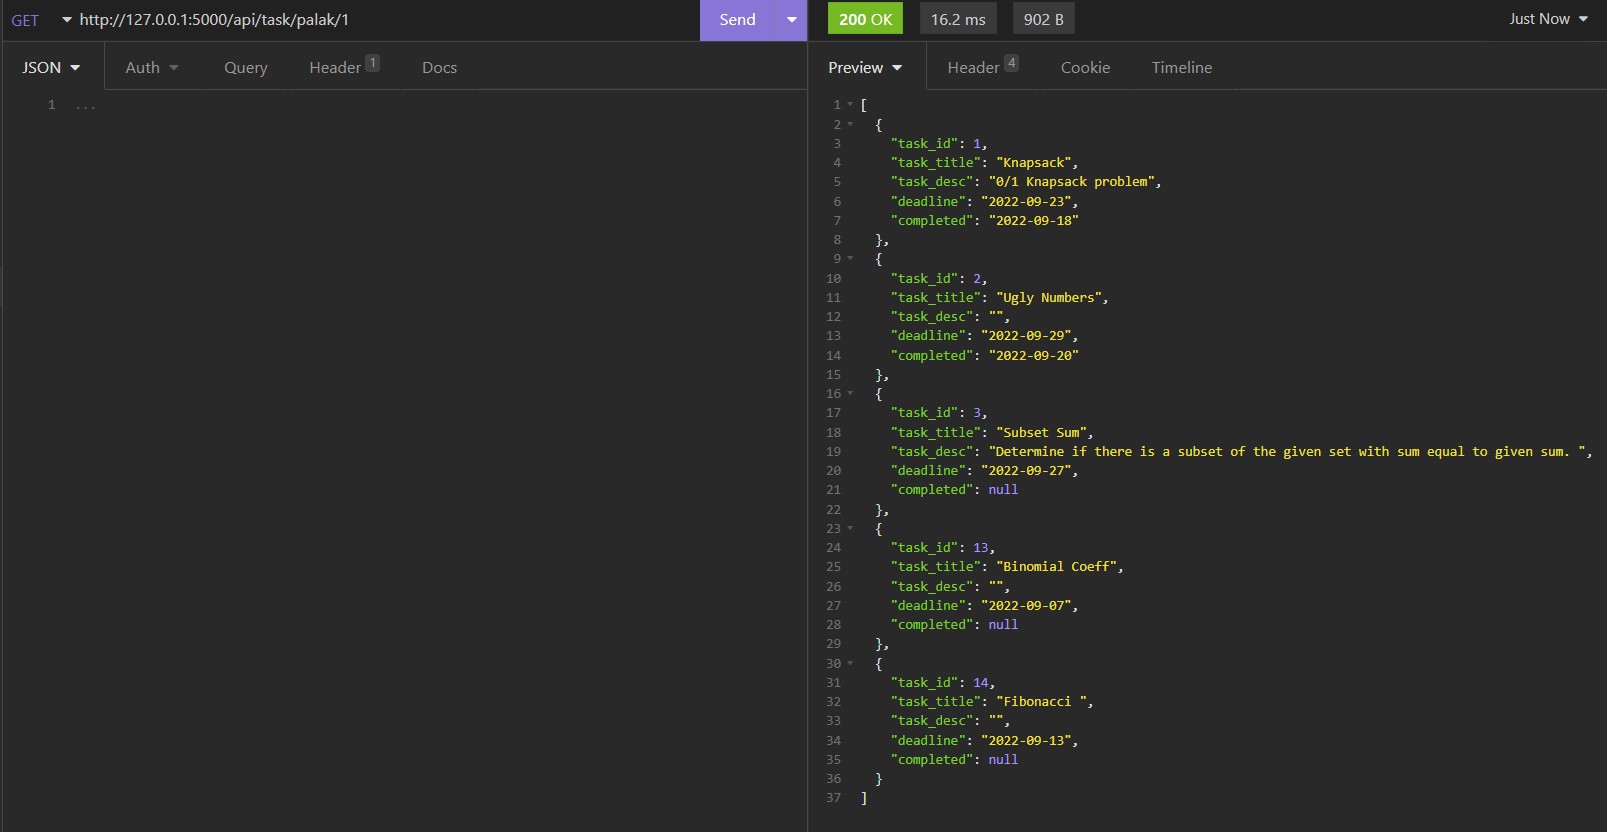 GET http://127.0.0.1:5000/api/task/palak/1 Send 200 OK 16.2 ms 902 B Just Now
JSON Auth Query Header 1 Docs Preview Header 4 Cookie Timeline
1 ...
1 [
2 {
3 "task_id": 1,
4 "task_title": "Knapsack",
5 "task_desc": "0/1 Knapsack problem",
6 "deadline": "2022-09-23",
7 "completed": "2022-09-18"
8 },
9 {
10 "task_id": 2,
11 "task_title": "Ugly Numbers",
12 "task_desc": "",
13 "deadline": "2022-09-29",
14 "completed": "2022-09-20"
15 },
16 {
17 "task_id": 3,
18 "task_title": "Subset Sum",
19 "task_desc": "Determine if there is a subset of the given set with sum equal to given sum. ",
20 "deadline": "2022-09-27",
21 "completed": null
22 },
23 {
24 "task_id": 13,
25 "task_title": "Binomial Coeff",
26 "task_desc": "",
27 "deadline": "2022-09-07",
28 "completed": null
29 },
30 {
31 "task_id": 14,
32 "task_title": "Fibonacci ",
33 "task_desc": "",
34 "deadline": "2022-09-13",
35 "completed": null
36 }
37 ]